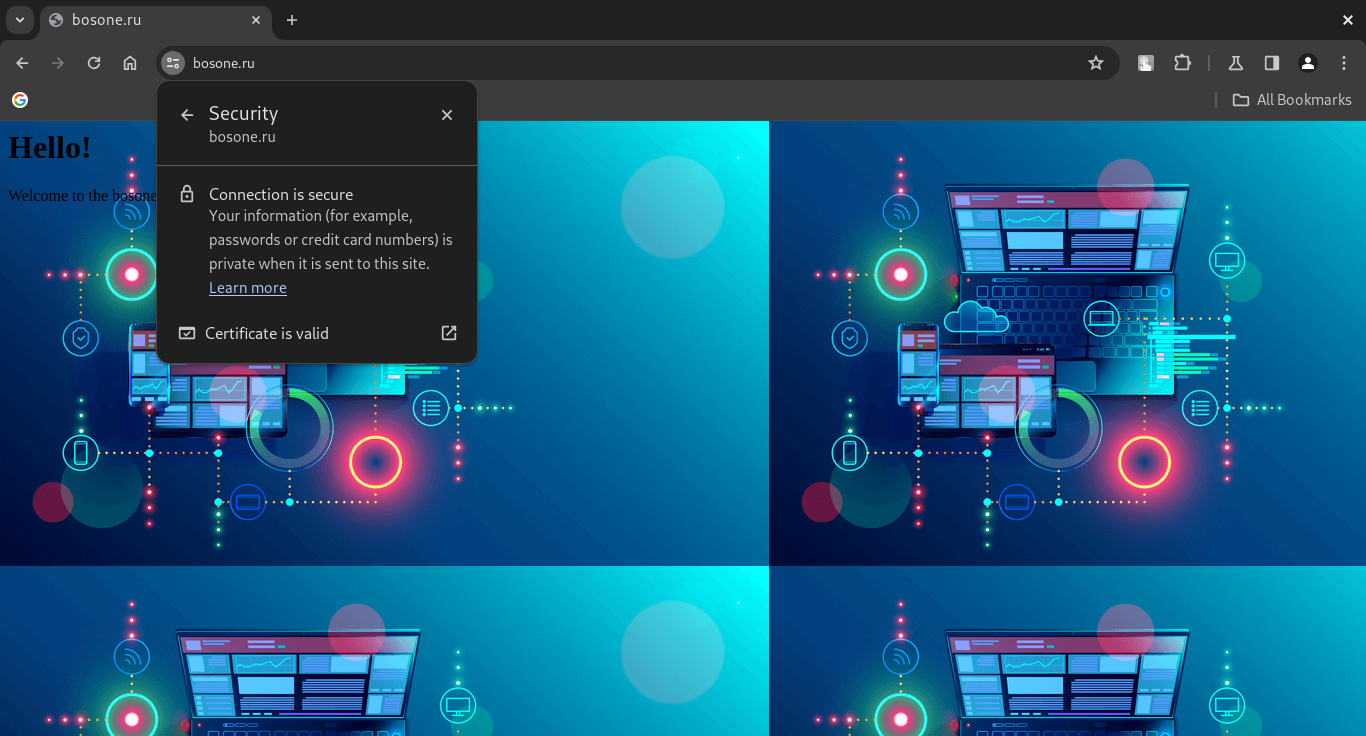 bosone.ru
bosone.ru
All Bookmarks
Security
bosone.ru
Hello!
Welcome to the bosone
Connection is secure
Your information (for example,
passwords or credit card numbers) is
private when it is sent to this site.
Learn more
Certificate is valid